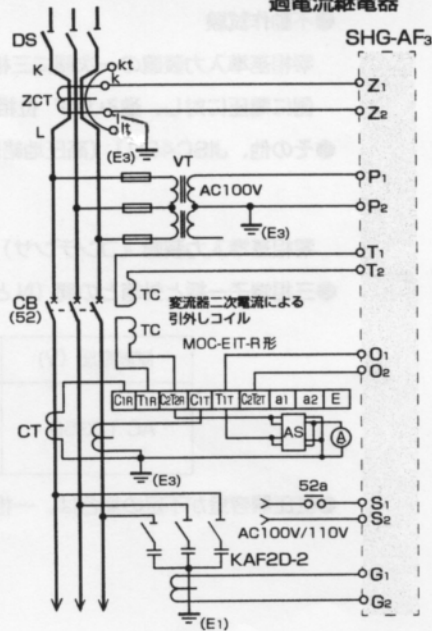 過電流継電器
SHG-AF3
DS
K
kt
k
Z1
ZCT
l
Z2
L
lt
(E3)
VT
P1
AC100V
P2
(E3)
T1
T2
TC
変流器二次電流による
引外しコイル
CB
(52)
TC
MOC-E1T-R形
O1
O2
C1R T1R C2T2R C1T T1T C2T2T a1 a2 E
CT
AS
A
(E3)
52a
S1
S2
AC100V/110V
KAF2D-2
G1
G2
(E1)